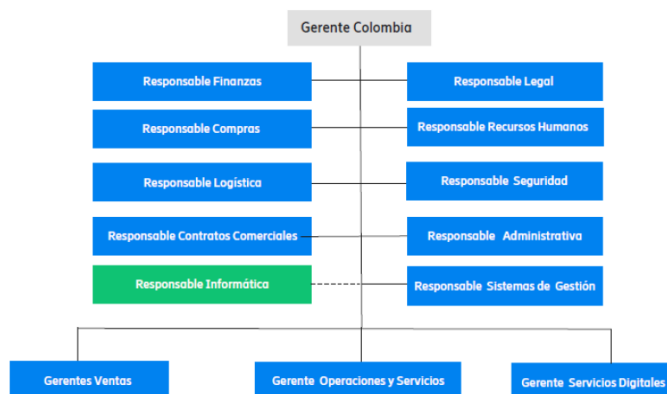 Gerente Colombia
Responsable Finanzas
Responsable Legal
Responsable Compras
Responsable Recursos Humanos
Responsable Logística
Responsable Seguridad
Responsable Contratos Comerciales
Responsable Administrativa
Responsable Informática
Responsable Sistemas de Gestión
Gerentes Ventas
Gerente Operaciones y Servicios
Gerente Servicios Digitales